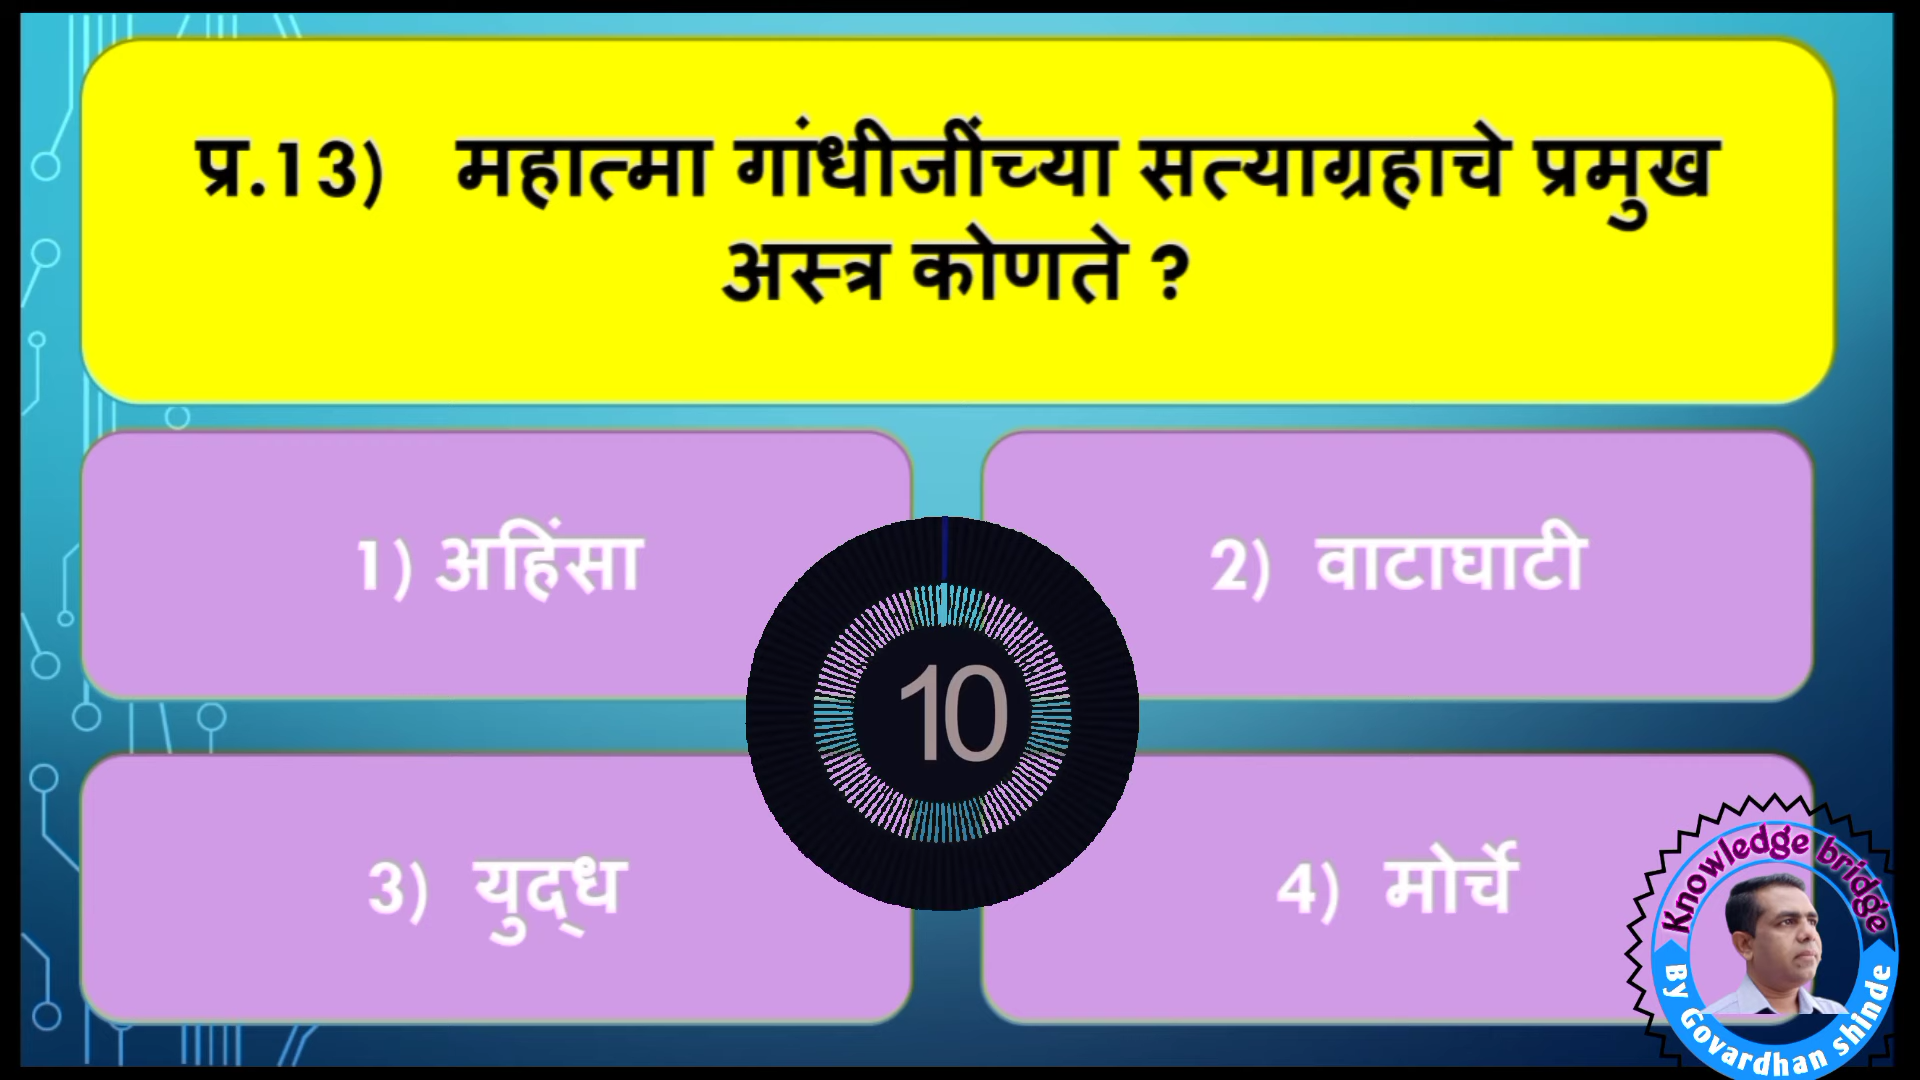 प्र.13) महात्मा गांधीजींच्या सत्याग्रहाचे प्रमुख
अस्त्र कोणते ?
1) अहिंसा
2) वाटाघाटी
10
3) युद्ध
4) मोर्चे
Knowledge bridge
By Govardhan shinde